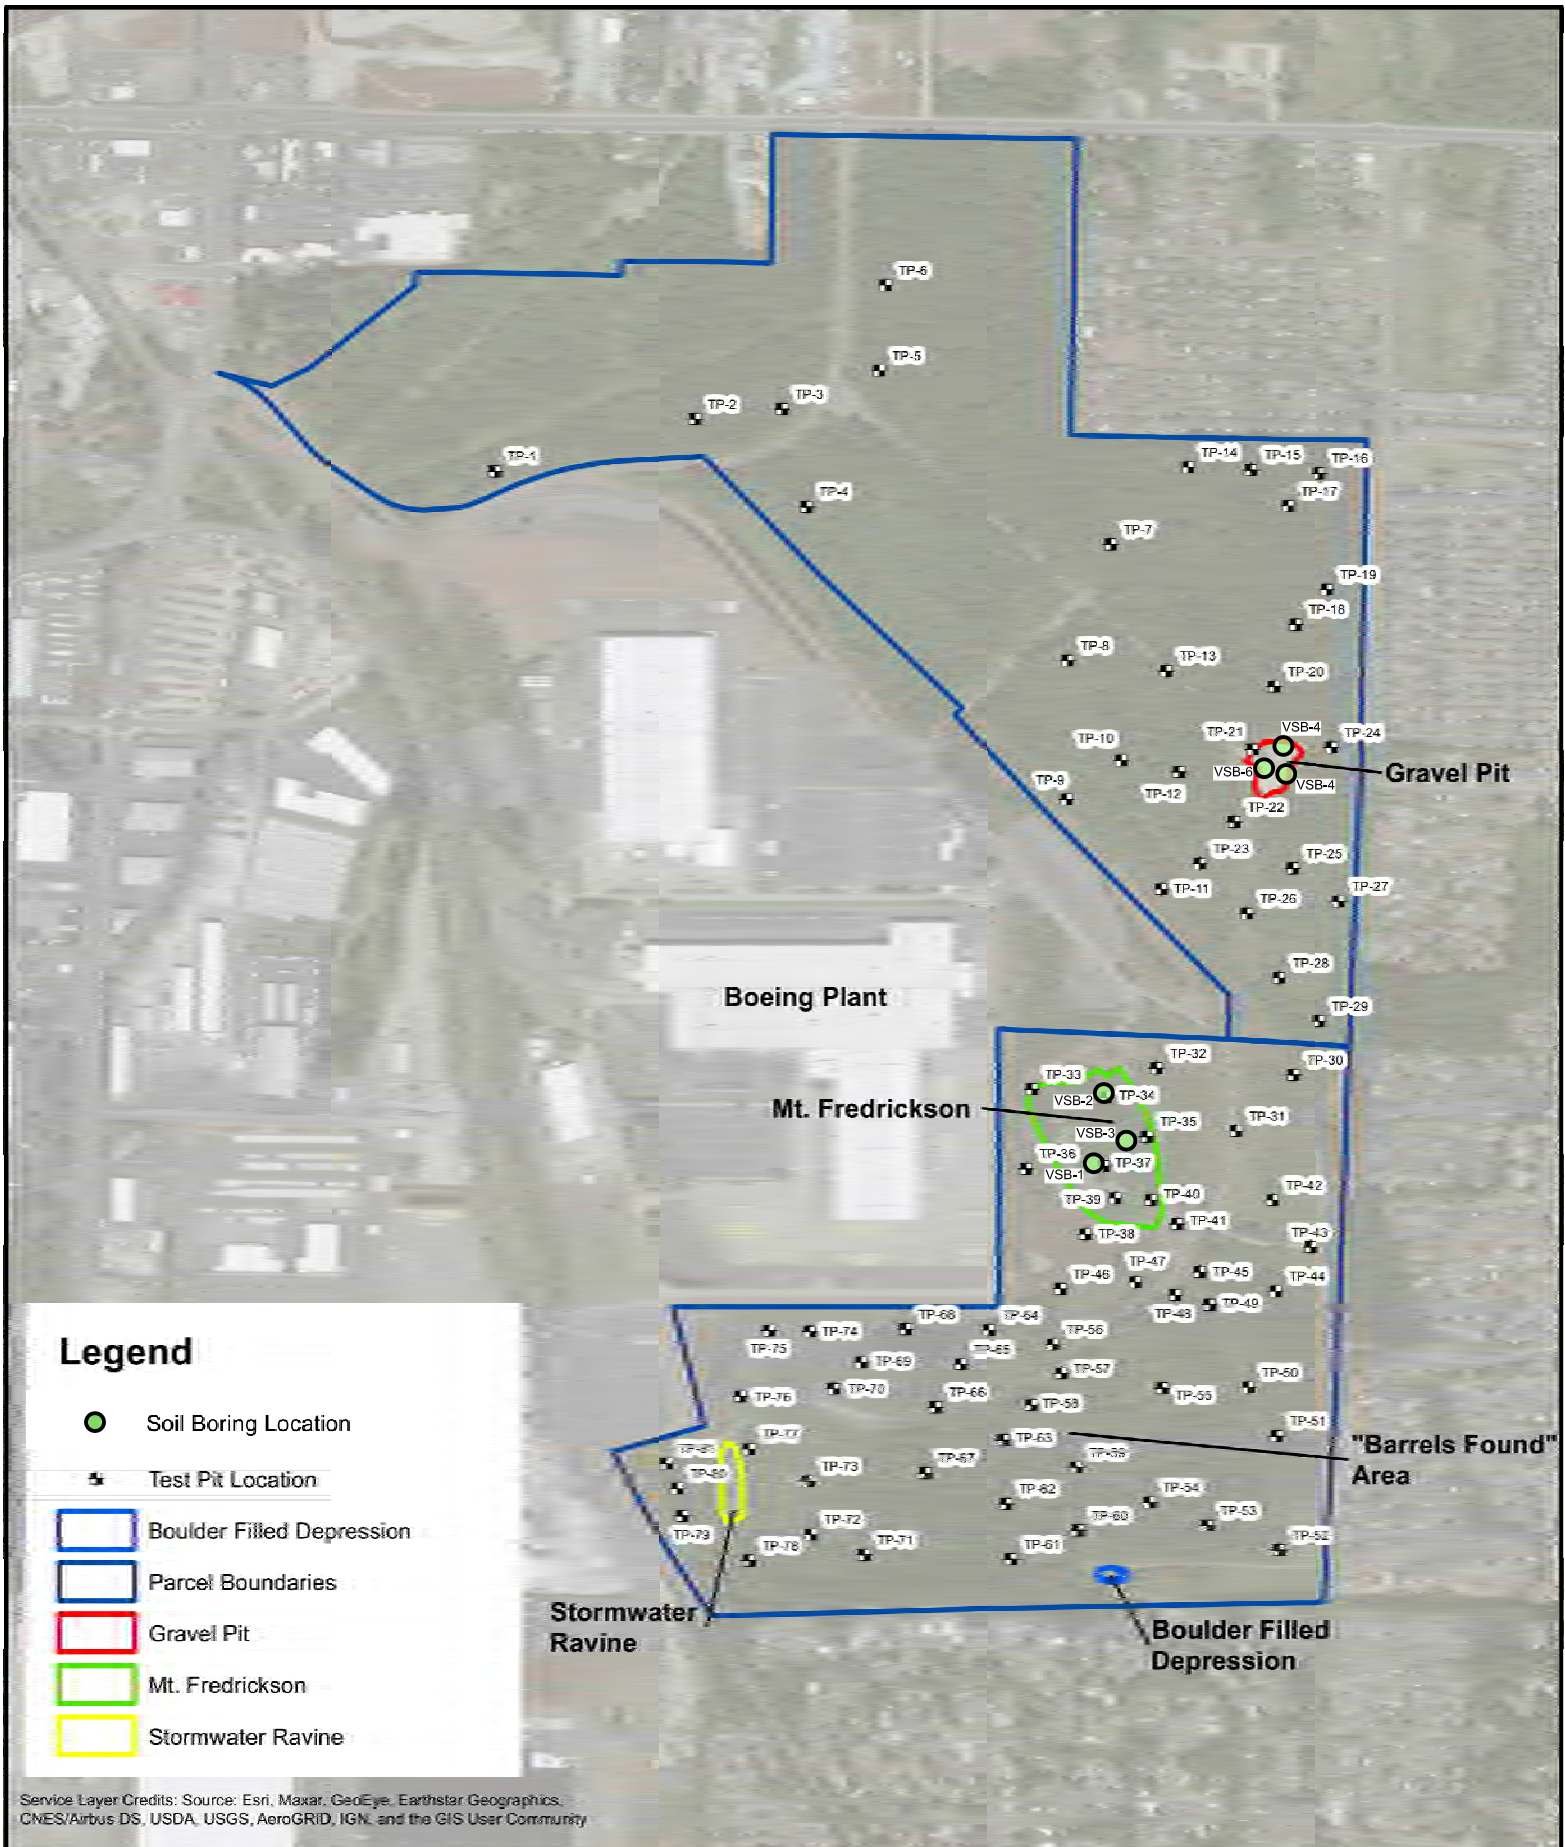 TP-6
TP-5
TP-3
TP-2
TP-1
TP-4
TP-14
TP-15
TP-16
TP-17
TP-7
TP-19
TP-18
TP-8
TP-13
TP-20
VSB-4
TP-21
TP-24
TP-10
VSB-6
Gravel Pit
TP-9
VSB-4
TP-12
TP-22
TP-23
TP-25
TP-11
TP-27
TP-26
TP-28
Boeing Plant
TP-29
TP-32
TP-30
TP-33
VSB-2
TP-34
Mt. Fredrickson
TP-31
TP-35
VSB-3
TP-36
TP-37
VSB-1
TP-42
TP-39
TP-40
TP-41
TP-38
TP-43
TP-47
TP-46
TP-45
TP-44
TP-49
TP-48
TP-68
TP-64
TP-74
TP-56
TP-75
TP-65
TP-69
TP-57
TP-50
TP-70
TP-66
TP-55
TP-76
TP-58
TP-51
TP-77
TP-63
"Barrels Found"
Area
TP-59
TP-67
TP-80
TP-73
TP-62
TP-54
TP-53
TP-60
TP-72
TP-79
TP-52
TP-71
TP-78
TP-61
Stormwater
Ravine
Boulder Filled
Depression
Legend
Soil Boring Location
Test Pit Location
Boulder Filled Depression
Parcel Boundaries
Gravel Pit
Mt. Fredrickson
Stormwater Ravine
Service Layer Credits: Source: Esri, Maxar, GeoEye, Earthstar Geographics,
CNES/Airbus DS, USDA, USGS, AeroGRID, IGN, and the GIS User Community